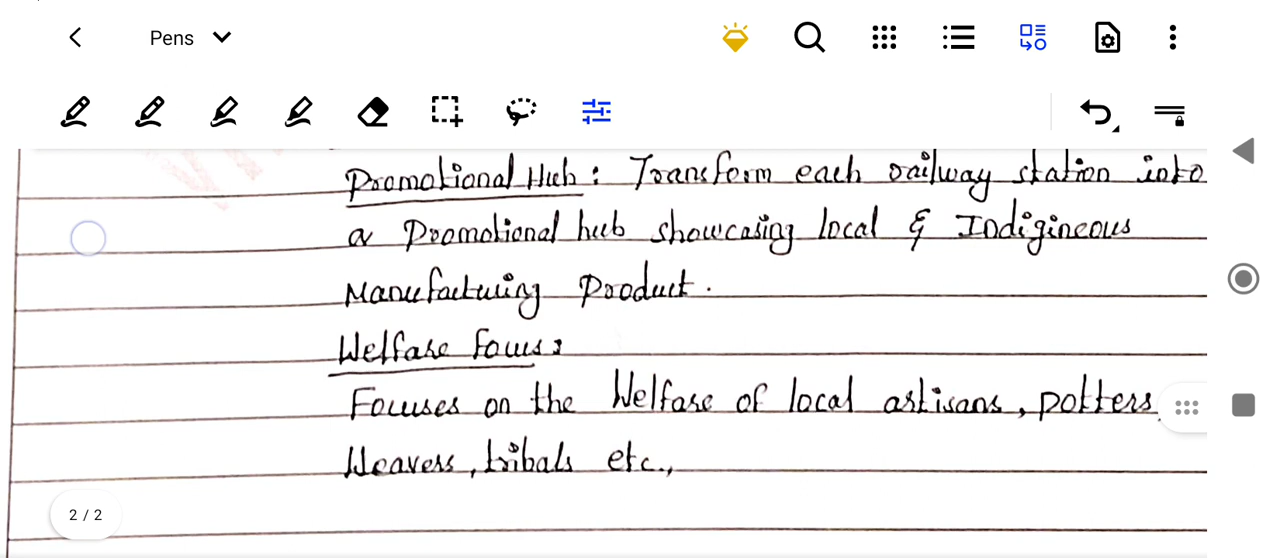 Pens
Promotional Hub : Transform each railway station into
a Promotional hub showcasing local & Indigineous
Manufacturing Product.
Welfare Focus :
Focuses on the Welfare of local artisans, potters,
Weavers, tribals etc.,
2 / 2